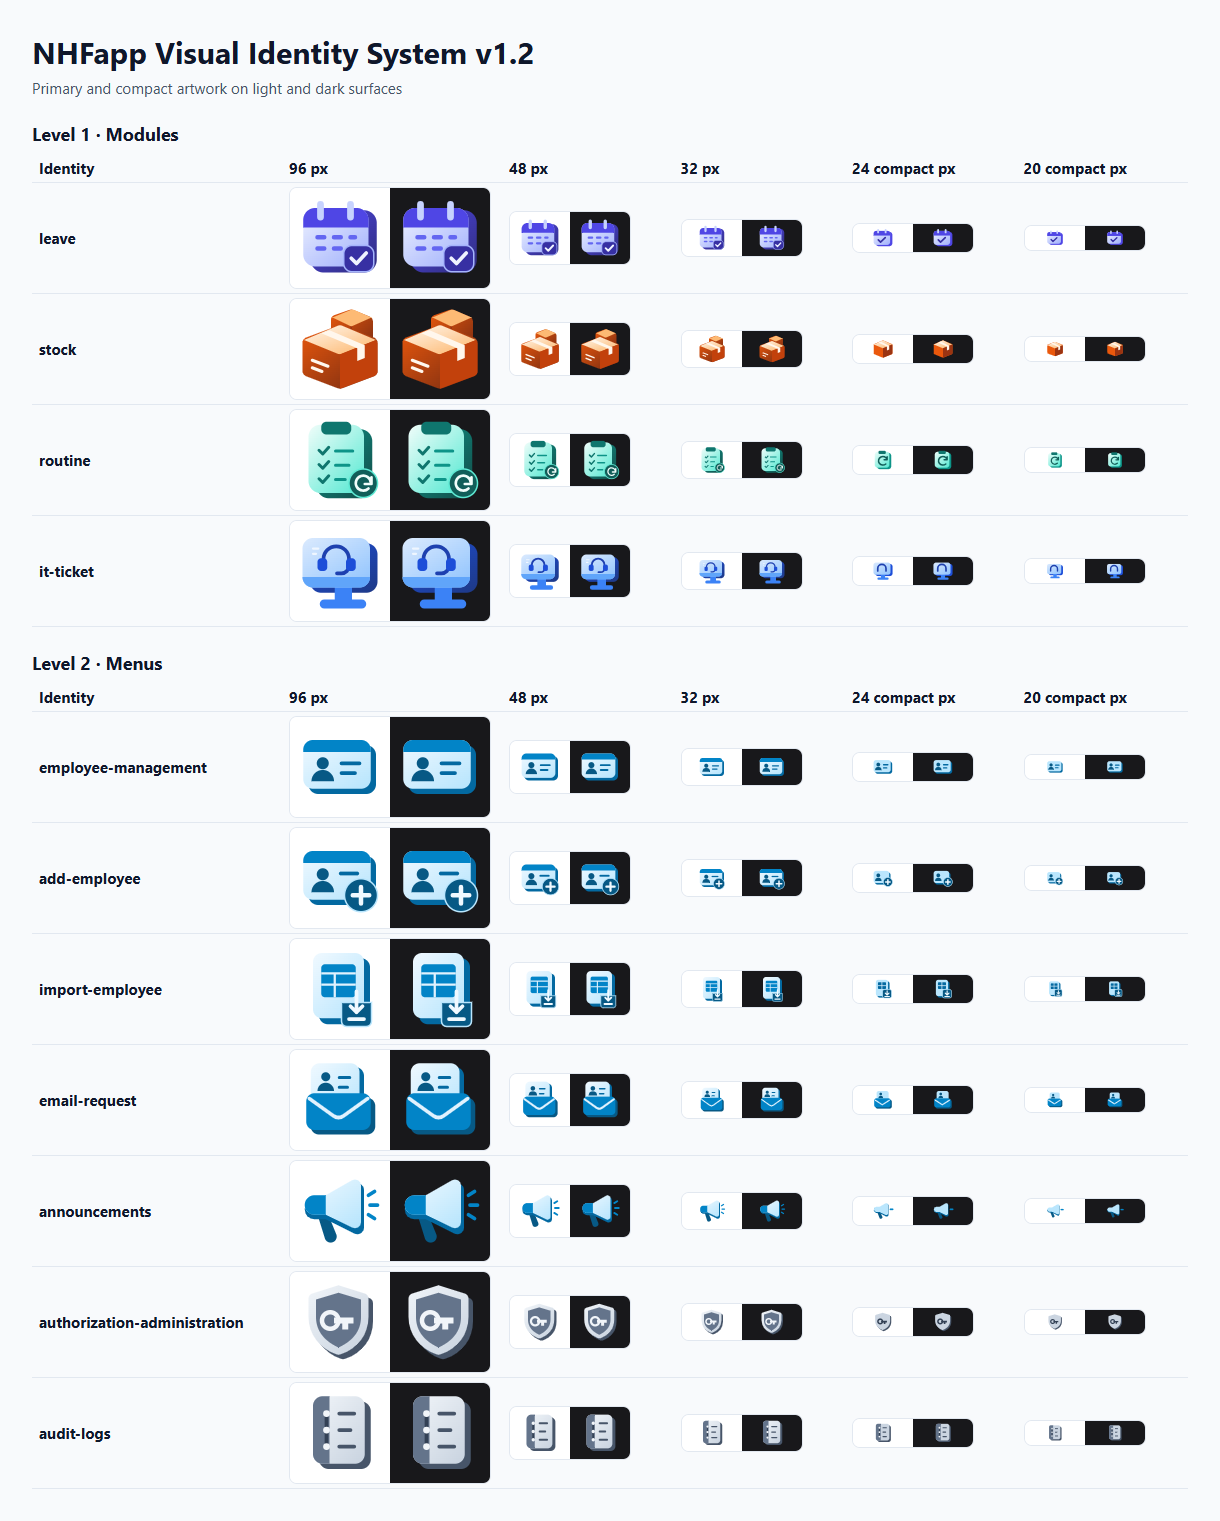 NHFapp Visual Identity System v1.2
Primary and compact artwork on light and dark surfaces
Level 1 · Modules
Identity 96 px 48 px 32 px 24 compact px 20 compact px
leave
stock
routine
it-ticket
Level 2 · Menus
Identity 96 px 48 px 32 px 24 compact px 20 compact px
employee-management
add-employee
import-employee
email-request
announcements
authorization-administration
audit-logs